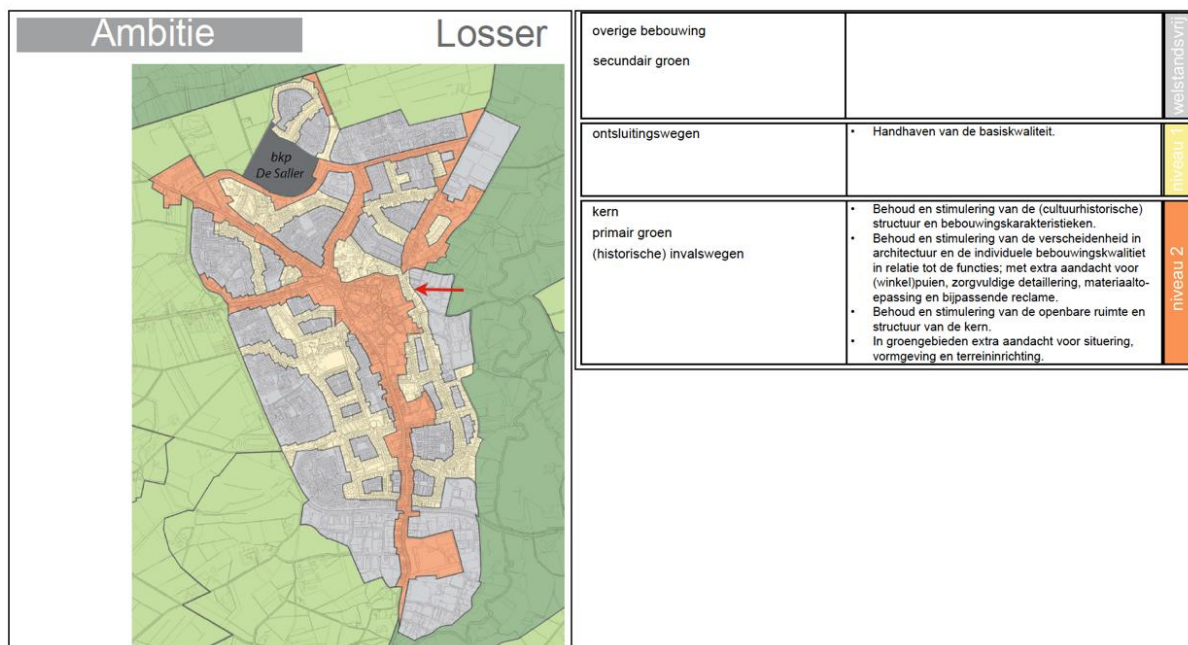 Ambitie
Losser
bkp
De Saller
overige bebouwing
secundair groen
welstandsvrij
ontsluitingswegen
• Handhaven van de basiskwaliteit.
niveau 1
kern
primair groen
(historische) invalswegen
• Behoud en stimulering van de (cultuurhistorische)
structuur en bebouwingskarakteristieken.
• Behoud en stimulering van de verscheidenheid in
architectuur en de individuele bebouwingskwalitiet
in relatie tot de functies; met extra aandacht voor
(winkel)puien, zorgvuldige detaillering, materiaalto-
epassing en bijpassende reclame.
• Behoud en stimulering van de openbare ruimte en
structuur van de kern.
• In groengebieden extra aandacht voor situering,
vormgeving en terreininrichting.
niveau 2